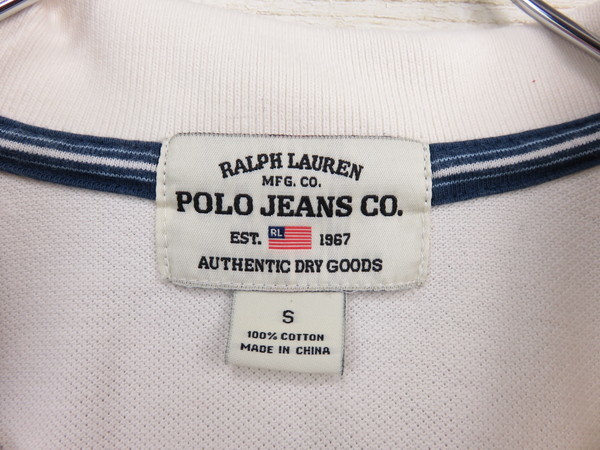 RALPH LAUREN
MFG. CO.
POLO JEANS CO.
EST. RL 1967
AUTHENTIC DRY GOODS
S
100% COTTON
MADE IN CHINA